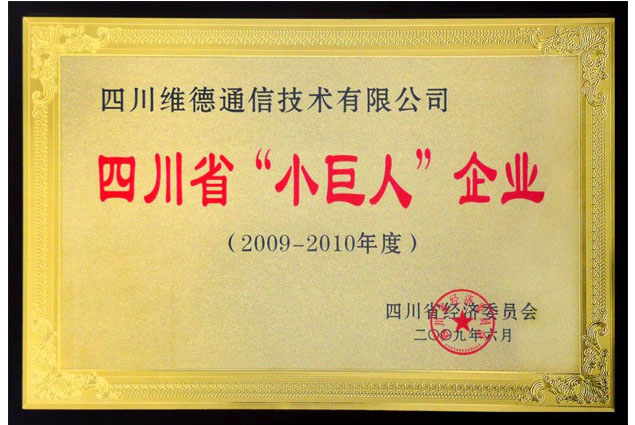 四川维德通信技术有限公司
四川省“小巨人”企业
（2009-2010年度）
四川省经济委员会
二〇〇九年六月